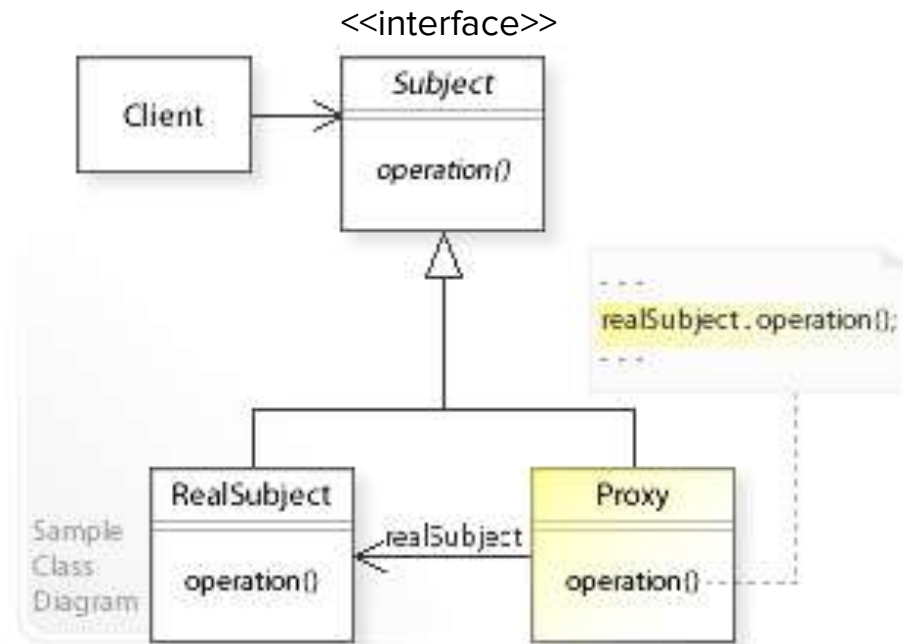 <<interface>>
Client
Subject
operation()
- - -
realSubject.operation();
- - -
RealSubject
realSubject
Proxy
operation()
operation()
Sample
Class
Diagram